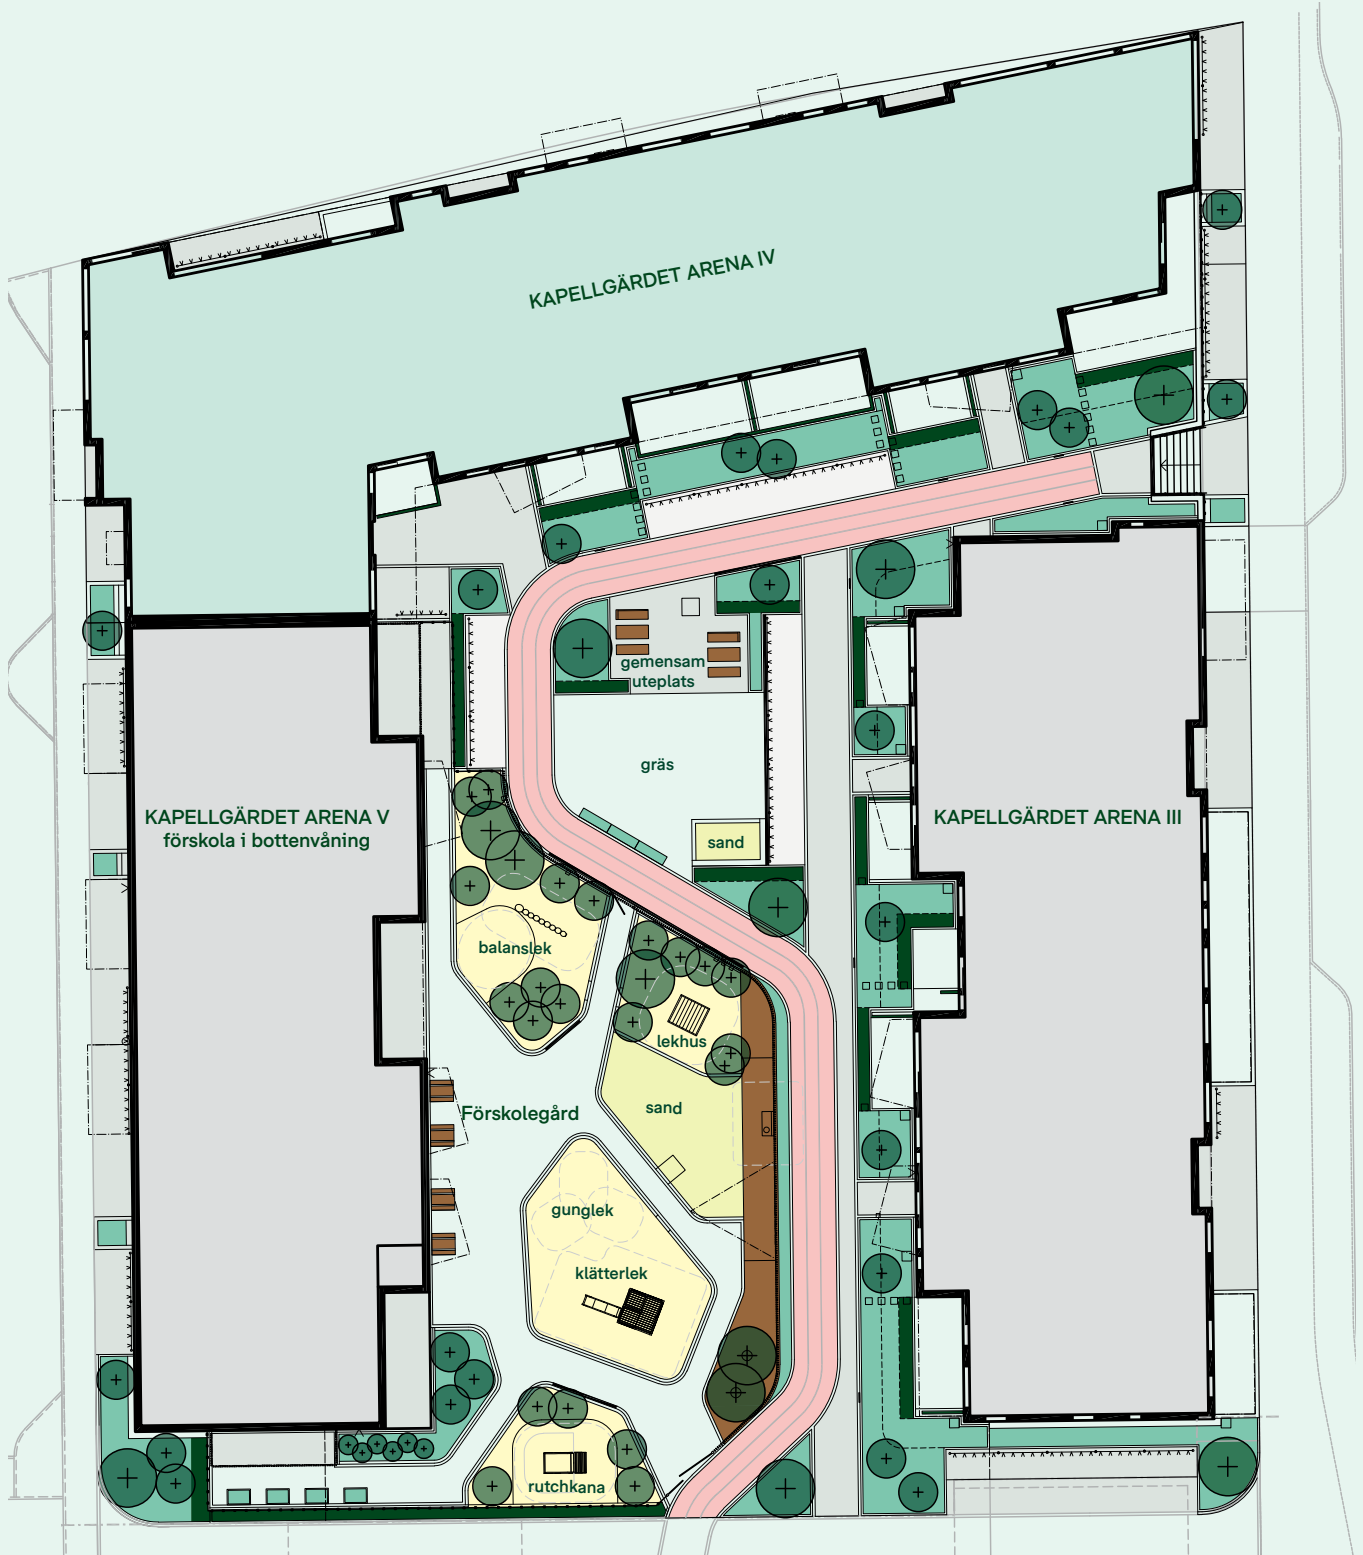 KAPELLGÄRDET ARENA IV
gemensam
uteplats
gräs
KAPELLGÄRDET ARENA V
förskola i bottenvåning
sand
KAPELLGÄRDET ARENA III
balanslek
lekhus
sand
Förskolegård
gunglek
klätterlek
rutchkana